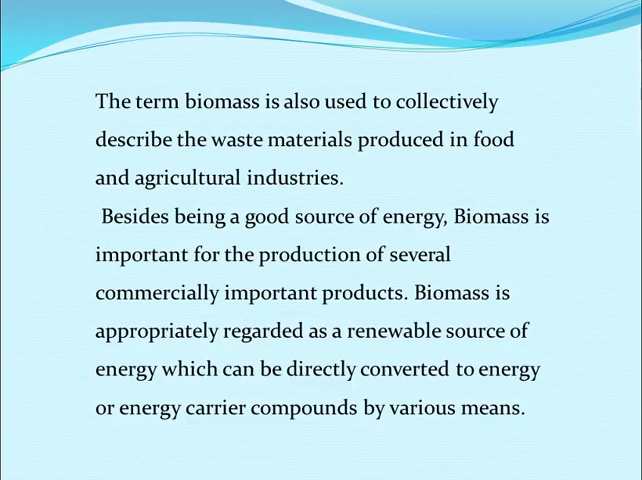 The term biomass is also used to collectively
describe the waste materials produced in food
and agricultural industries.
Besides being a good source of energy, Biomass is
important for the production of several
commercially important products. Biomass is
appropriately regarded as a renewable source of
energy which can be directly converted to energy
or energy carrier compounds by various means.